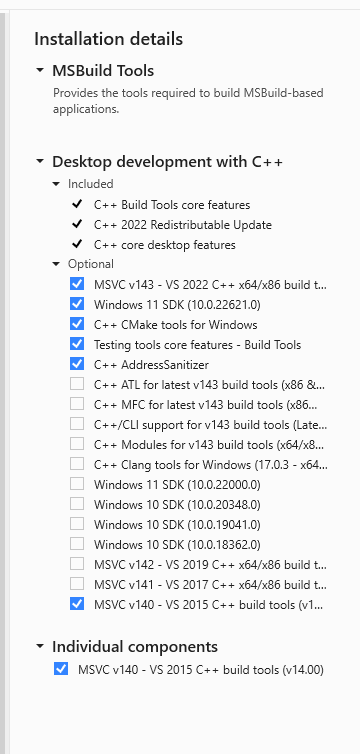 Installation details
MSBuild Tools
Provides the tools required to build MSBuild-based
applications.
Desktop development with C++
Included
C++ Build Tools core features
C++ 2022 Redistributable Update
C++ core desktop features
Optional
MSVC v143 - VS 2022 C++ x64/x86 build t...
Windows 11 SDK (10.0.22621.0)
C++ CMake tools for Windows
Testing tools core features - Build Tools
C++ AddressSanitizer
C++ ATL for latest v143 build tools (x86 &...
C++ MFC for latest v143 build tools (x86...
C++/CLI support for v143 build tools (Late...
C++ Modules for v143 build tools (x64/x8...
C++ Clang tools for Windows (17.0.3 - x64...
Windows 11 SDK (10.0.22000.0)
Windows 10 SDK (10.0.20348.0)
Windows 10 SDK (10.0.19041.0)
Windows 10 SDK (10.0.18362.0)
MSVC v142 - VS 2019 C++ x64/x86 build t...
MSVC v141 - VS 2017 C++ x64/x86 build t...
MSVC v140 - VS 2015 C++ build tools (v1...
Individual components
MSVC v140 - VS 2015 C++ build tools (v14.00)